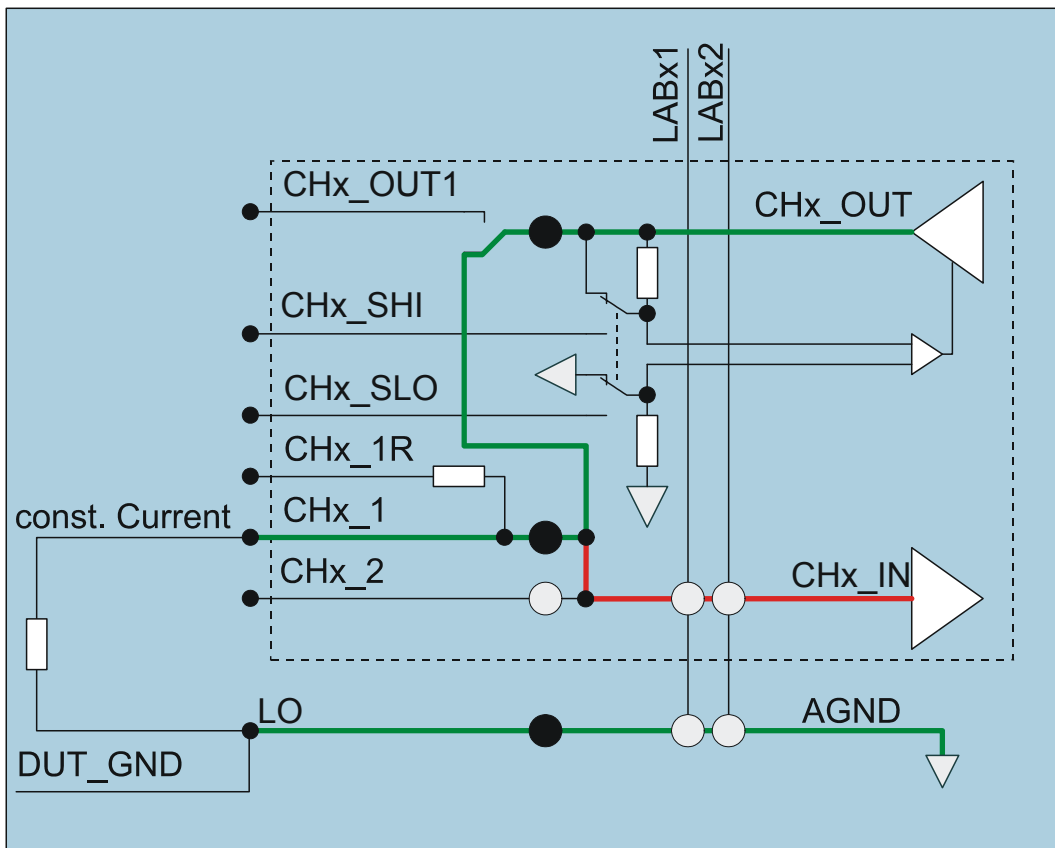 LABx1
LABx2
CHx_OUT1
CHx_OUT
CHx_SHI
CHx_SLO
CHx_1R
const. Current
CHx_1
CHx_2
CHx_IN
LO
AGND
DUT_GND